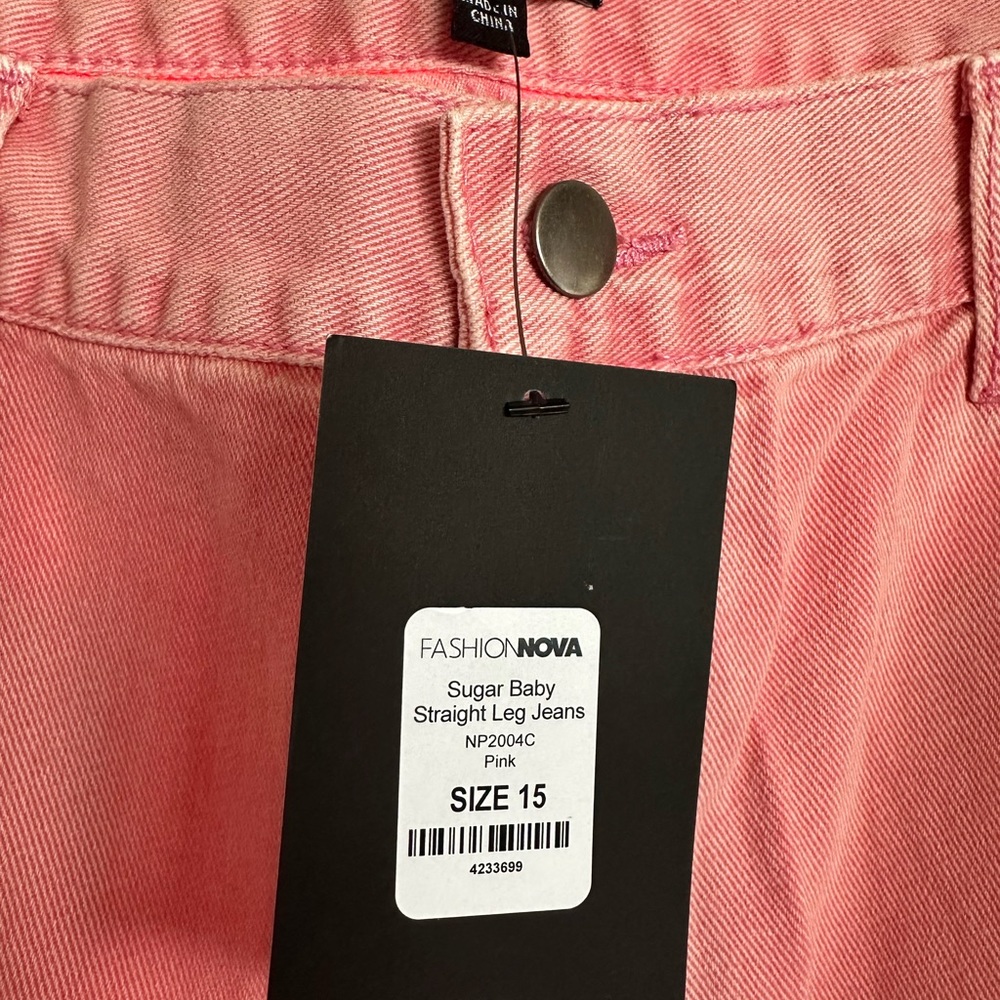 MADE IN
CHINA
FASHIONNOVA
Sugar Baby
Straight Leg Jeans
NP2004C
Pink
SIZE 15
4233699